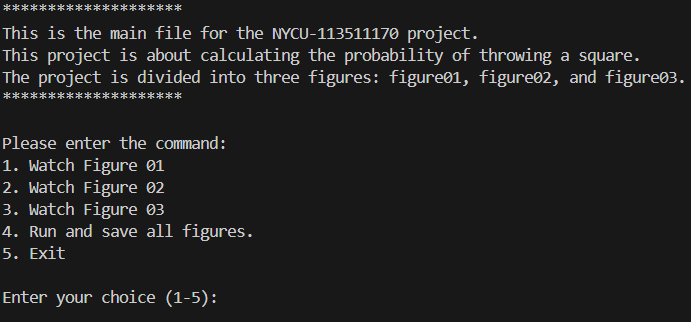 ********************
This is the main file for the NYCU-113511170 project.
This project is about calculating the probability of throwing a square.
The project is divided into three figures: figure01, figure02, and figure03.
********************
Please enter the command:
1. Watch Figure 01
2. Watch Figure 02
3. Watch Figure 03
4. Run and save all figures.
5. Exit
Enter your choice (1-5):